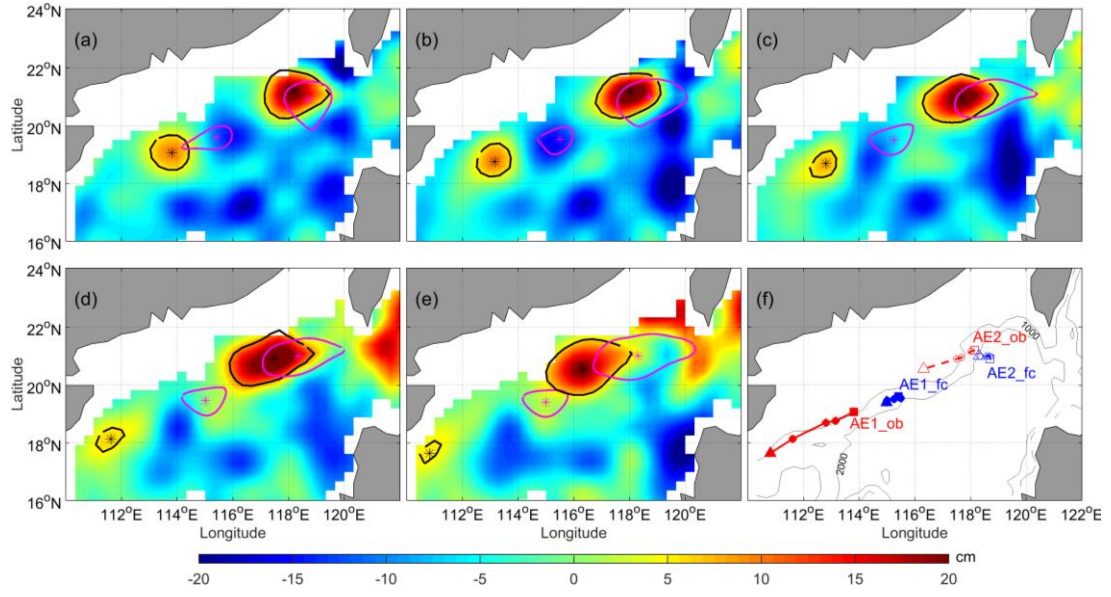 24°N
(a)
(b)
(c)
22°N
Latitude
20°N
18°N
16°N
24°N
(d)
(e)
(f)
1000
22°N
AE2_ob
Latitude
20°N
AE1_fc
AE2_fc
AE1_ob
18°N
2000
16°N
112°E 114°E 116°E 118°E 120°E 112°E 114°E 116°E 118°E 120°E 112°E 114°E 116°E 118°E 120°E 122°E
Longitude Longitude Longitude
cm
-20 -15 -10 -5 0 5 10 15 20